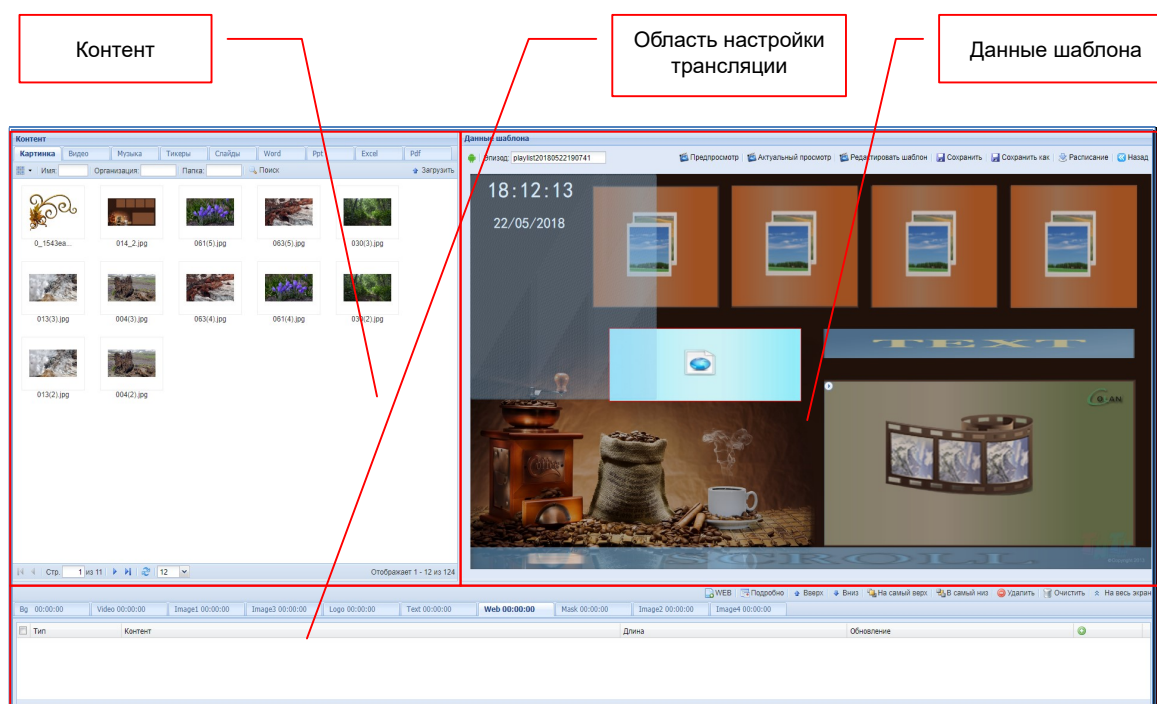 Контент
Область настройки
трансляции
Данные шаблона
Контент
Картинка Видео Музыка Тикеры Слайды Word Ppt Excel Pdf
Имя: Организация: Папка: Поиск Загрузить
0_1543ea... 014_2.jpg 061(5).jpg 063(5).jpg 030(3).jpg
013(3).jpg 004(3).jpg 063(4).jpg 061(4).jpg 030(2).jpg
013(2).jpg 004(2).jpg
Стр. 1 из 11 12 Отображает 1 - 12 из 124
Данные шаблона
Эпизод: playlist20180522190741 Предпросмотр Актуальный просмотр Редактировать шаблон Сохранить Сохранить как Расписание Назад
18:12:13
22/05/2018
TEXT
SCROLL
WEB Подробно Вверх Вниз На самый верх В самый низ Удалить Очистить На весь экран
Bg 00:00:00 Video 00:00:00 Image1 00:00:00 Image3 00:00:00 Logo 00:00:00 Text 00:00:00 Web 00:00:00 Mask 00:00:00 Image2 00:00:00 Image4 00:00:00
Тип Контент Длина Обновление